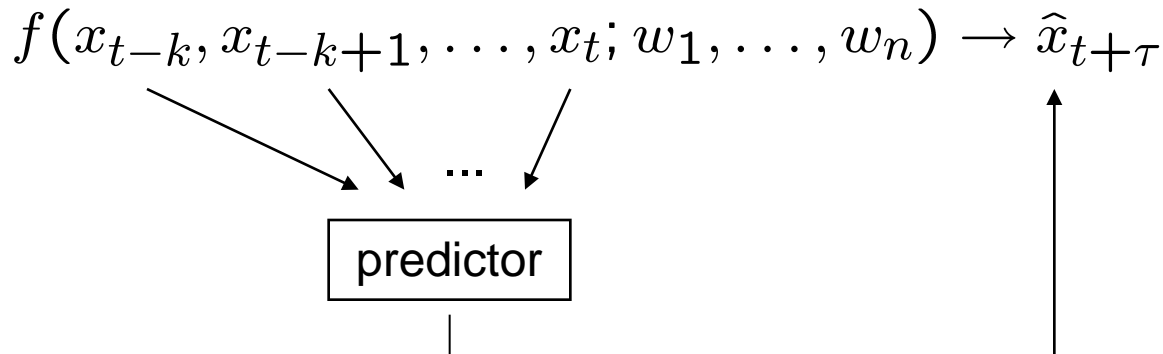 f(x_{t-k}, x_{t-k+1}, . . . , x_t; w_1, . . . , w_n) → x̂_{t+τ}
...
predictor